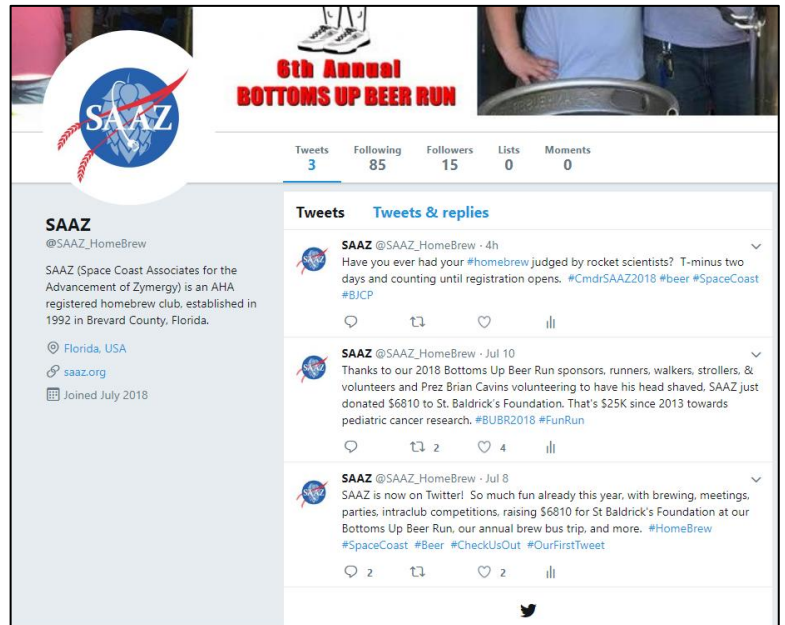 6th Annual
BOTTOMS UP BEER RUN
SAAZ
Tweets Following Followers Lists Moments
3 85 15 0 0
SAAZ
@SAAZ_HomeBrew
SAAZ (Space Coast Associates for the
Advancement of Zymergy) is an AHA
registered homebrew club, established in
1992 in Brevard County, Florida.
Florida, USA
saaz.org
Joined July 2018
Tweets Tweets & replies
SAAZ @SAAZ_HomeBrew · 4h
Have you ever had your #homebrew judged by rocket scientists? T-minus two
days and counting until registration opens. #CmdrSAAZ2018 #beer #SpaceCoast
#BJCP
SAAZ @SAAZ_HomeBrew · Jul 10
Thanks to our 2018 Bottoms Up Beer Run sponsors, runners, walkers, strollers, &
volunteers and Prez Brian Cavins volunteering to have his head shaved, SAAZ just
donated $6810 to St. Baldrick's Foundation. That's $25K since 2013 towards
pediatric cancer research. #BUBR2018 #FunRun
2 4
SAAZ @SAAZ_HomeBrew · Jul 8
SAAZ is now on Twitter! So much fun already this year, with brewing, meetings,
parties, intraclub competitions, raising $6810 for St Baldrick's Foundation at our
Bottoms Up Beer Run, our annual brew bus trip, and more. #HomeBrew
#SpaceCoast #Beer #CheckUsOut #OurFirstTweet
2 2